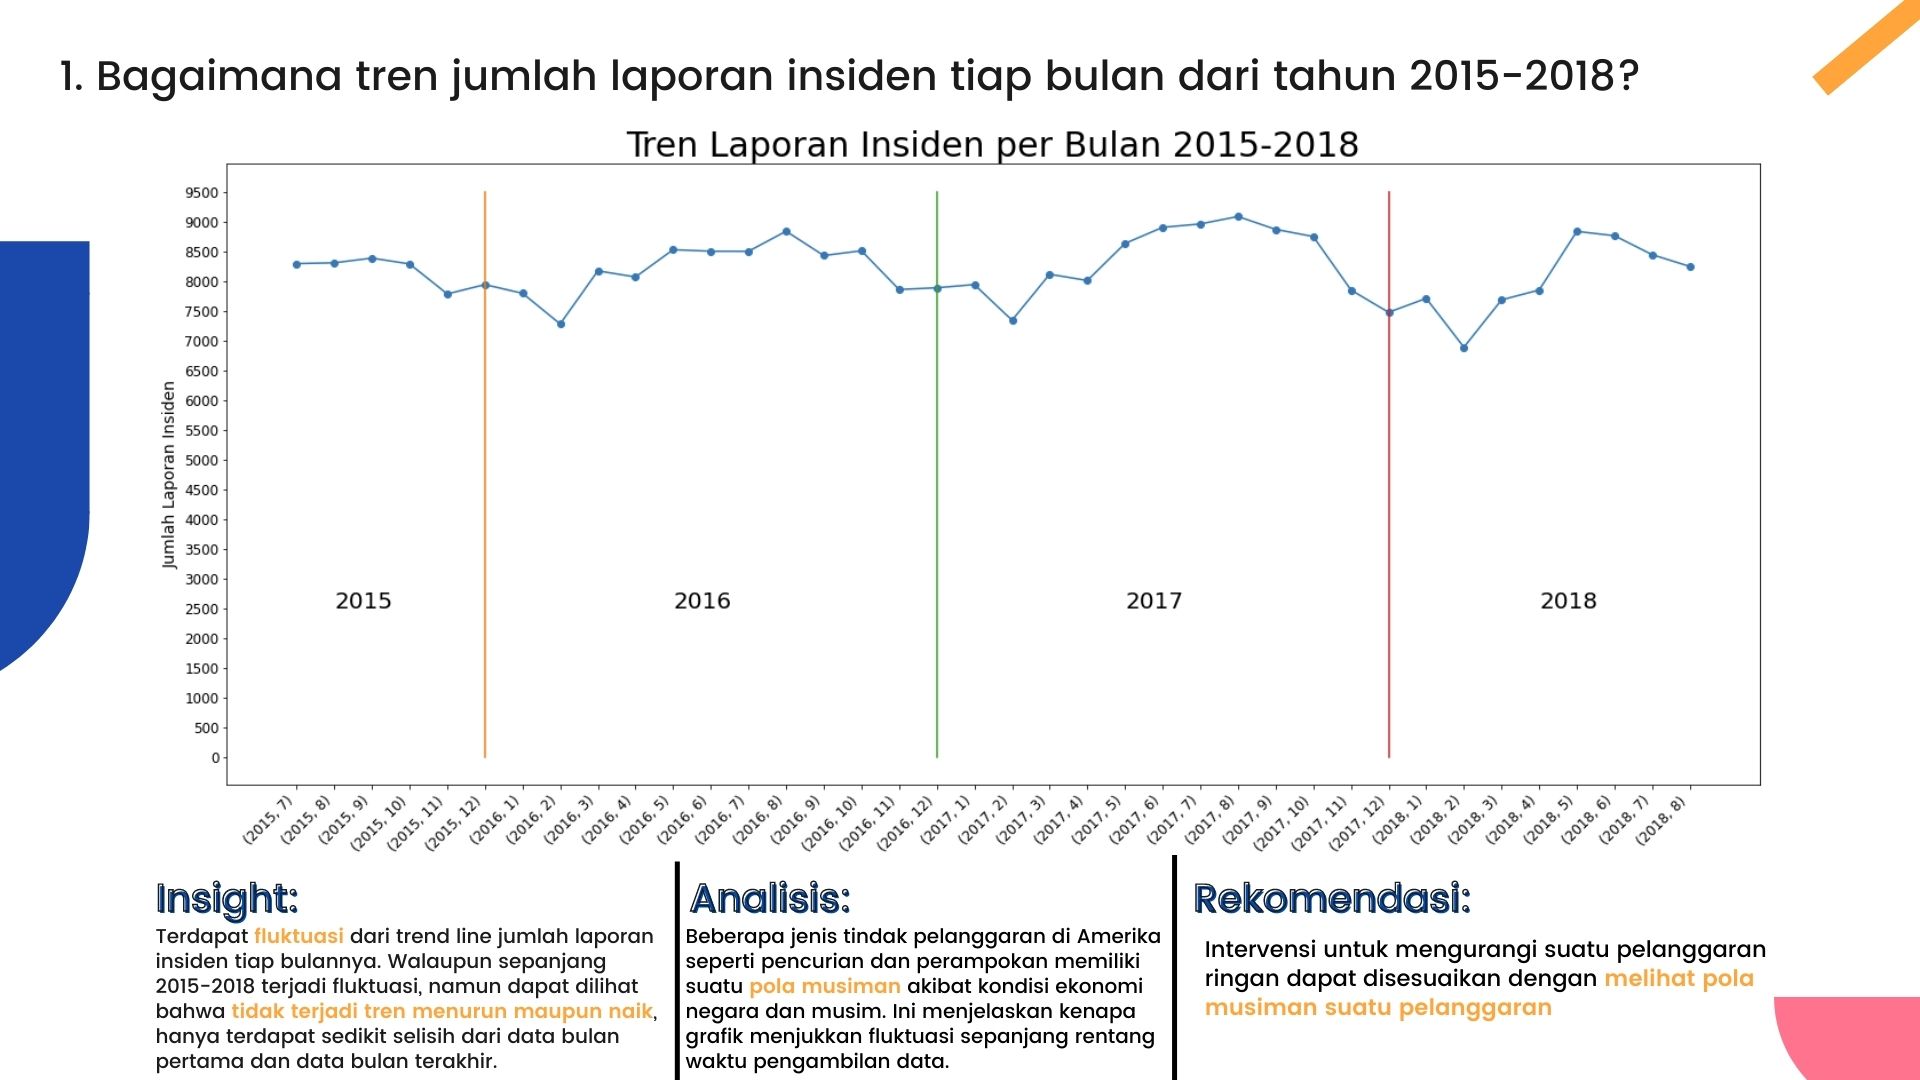 1. Bagaimana tren jumlah laporan insiden tiap bulan dari tahun 2015-2018?
Tren Laporan Insiden per Bulan 2015-2018
Jumlah Laporan Insiden
9500
9000
8500
8000
7500
7000
6500
6000
5500
5000
4500
4000
3500
3000
2500
2000
1500
1000
500
0
2015
2016
2017
2018
(2015, 7)
(2015, 8)
(2015, 9)
(2015, 10)
(2015, 11)
(2015, 12)
(2016, 1)
(2016, 2)
(2016, 3)
(2016, 4)
(2016, 5)
(2016, 6)
(2016, 7)
(2016, 8)
(2016, 9)
(2016, 10)
(2016, 11)
(2016, 12)
(2017, 1)
(2017, 2)
(2017, 3)
(2017, 4)
(2017, 5)
(2017, 6)
(2017, 7)
(2017, 8)
(2017, 9)
(2017, 10)
(2017, 11)
(2017, 12)
(2018, 1)
(2018, 2)
(2018, 3)
(2018, 4)
(2018, 5)
(2018, 6)
(2018, 7)
(2018, 8)
Insight:
Terdapat fluktuasi dari trend line jumlah laporan
insiden tiap bulannya. Walaupun sepanjang
2015-2018 terjadi fluktuasi, namun dapat dilihat
bahwa tidak terjadi tren menurun maupun naik,
hanya terdapat sedikit selisih dari data bulan
pertama dan data bulan terakhir.
Analisis:
Beberapa jenis tindak pelanggaran di Amerika
seperti pencurian dan perampokan memiliki
suatu pola musiman akibat kondisi ekonomi
negara dan musim. Ini menjelaskan kenapa
grafik menjukkan fluktuasi sepanjang rentang
waktu pengambilan data.
Rekomendasi:
Intervensi untuk mengurangi suatu pelanggaran
ringan dapat disesuaikan dengan melihat pola
musiman suatu pelanggaran